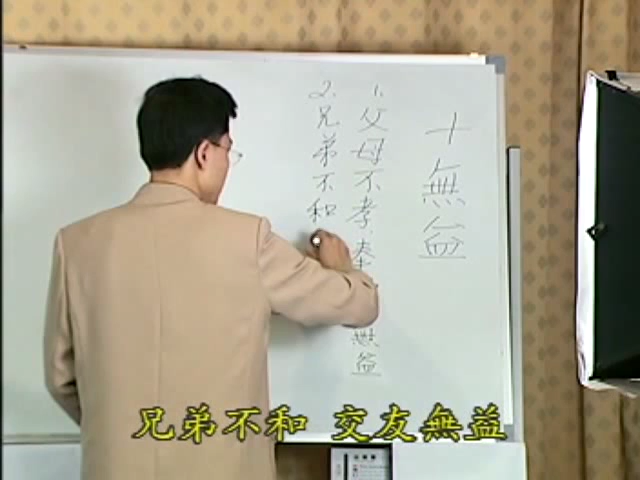 十無益
1.父母不孝.奉
無益
2.兄弟不和
兄弟不和 交友無益